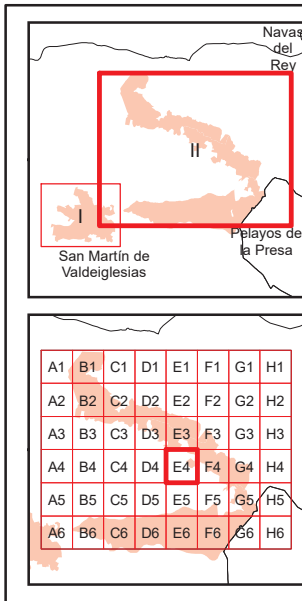 Navas
del
Rey
II
I
Pelayos de
la Presa
San Martín de
Valdeiglesias
A1 B1 C1 D1 E1 F1 G1 H1
A2 B2 C2 D2 E2 F2 G2 H2
A3 B3 C3 D3 E3 F3 G3 H3
A4 B4 C4 D4 E4 F4 G4 H4
A5 B5 C5 D5 E5 F5 G5 H5
A6 B6 C6 D6 E6 F6 G6 H6